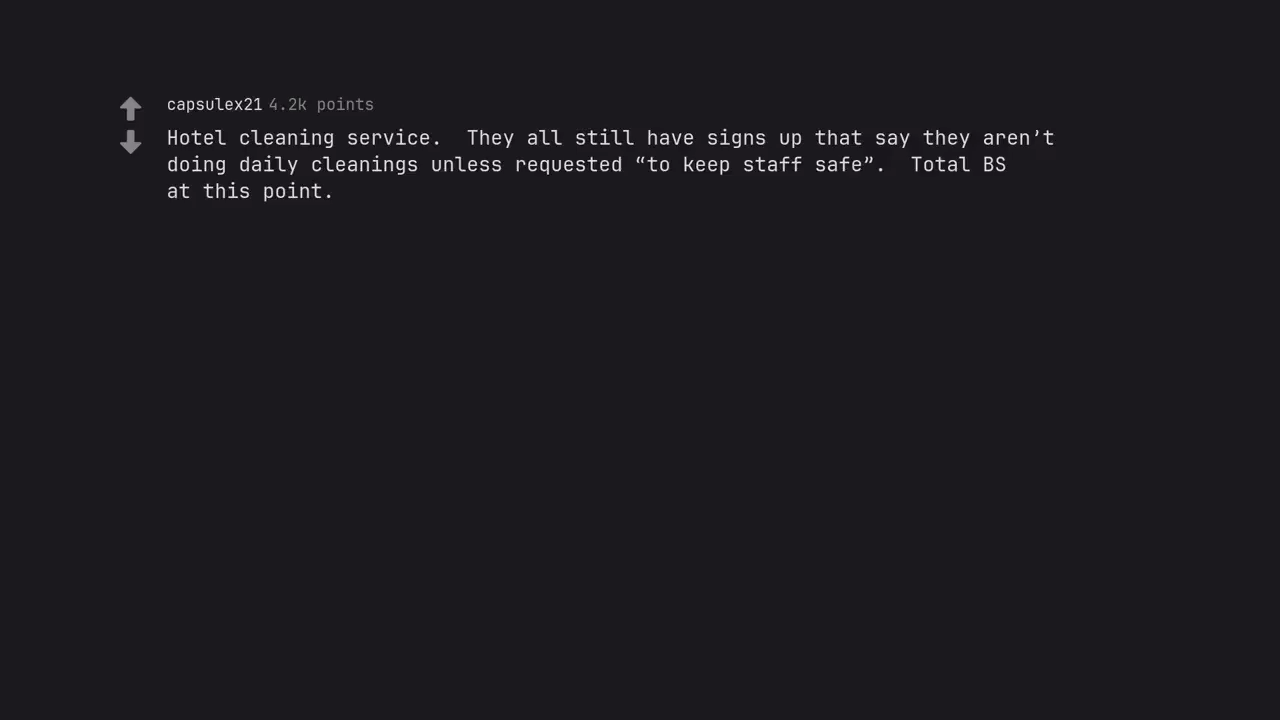 capsulex21 4.2k points
Hotel cleaning service.  They all still have signs up that say they aren’t
doing daily cleanings unless requested “to keep staff safe”.  Total BS
at this point.